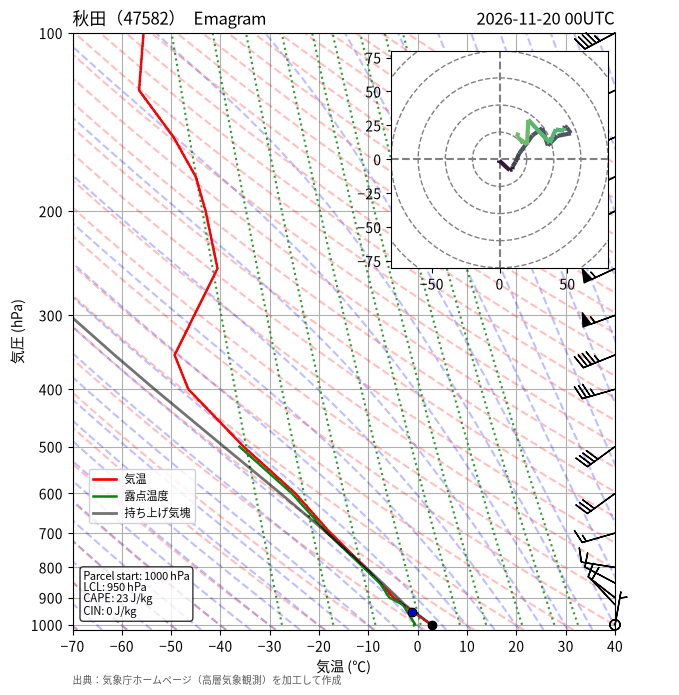 秋田（47582） Emagram
2026-11-20 00UTC
100
200
300
400
500
600
700
800
900
1000
気圧 (hPa)
75
50
25
0
−25
−50
−75
−50
0
50
気温
露点温度
持ち上げ気塊
Parcel start: 1000 hPa
LCL: 950 hPa
CAPE: 23 J/kg
CIN: 0 J/kg
−70
−60
−50
−40
−30
−20
−10
0
10
20
30
40
気温 (℃)
出典：気象庁ホームページ（高層気象観測）を加工して作成